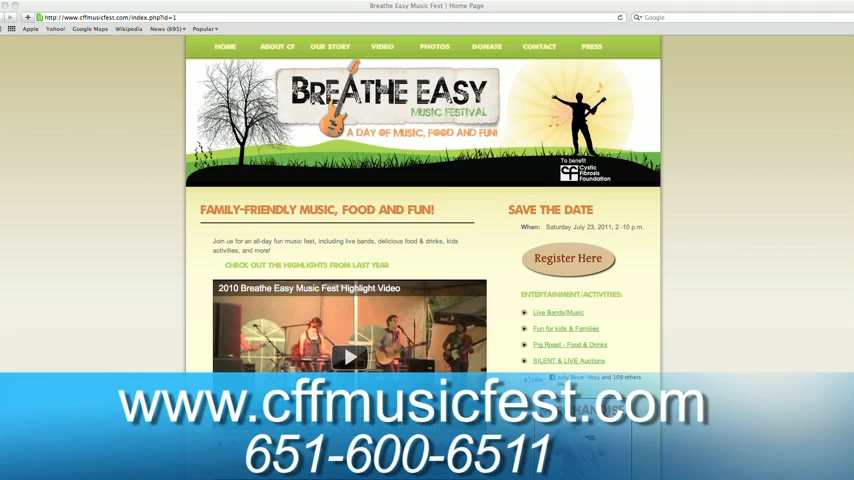 Breathe Easy Music Fest | Home Page
http://www.cffmusicfest.com/index.php?id=1
Google
Apple Yahoo! Google Maps Wikipedia News (695) Popular
HOME ABOUT CF OUR STORY VIDEO PHOTOS DONATE CONTACT PRESS
BREATHE EASY
MUSIC FESTIVAL
A DAY OF MUSIC, FOOD AND FUN!
To benefit
cf Cystic
Fibrosis
Foundation
FAMILY-FRIENDLY MUSIC, FOOD AND FUN!
Join us for an all-day fun music fest, including live bands, delicious food & drinks, kids
activities, and more!
CHECK OUT THE HIGHLIGHTS FROM LAST YEAR
2010 Breathe Easy Music Fest Highlight Video
SAVE THE DATE
When: Saturday July 23, 2011, 2 -10 p.m.
Register Here
ENTERTAINMENT/ACTIVITIES:
Live Bands/Music
Fun for kids & Families
Pig Roast - Food & Drinks
SILENT & LIVE Auctions
Like and 199 others
www.cffmusicfest.com
651-600-6511